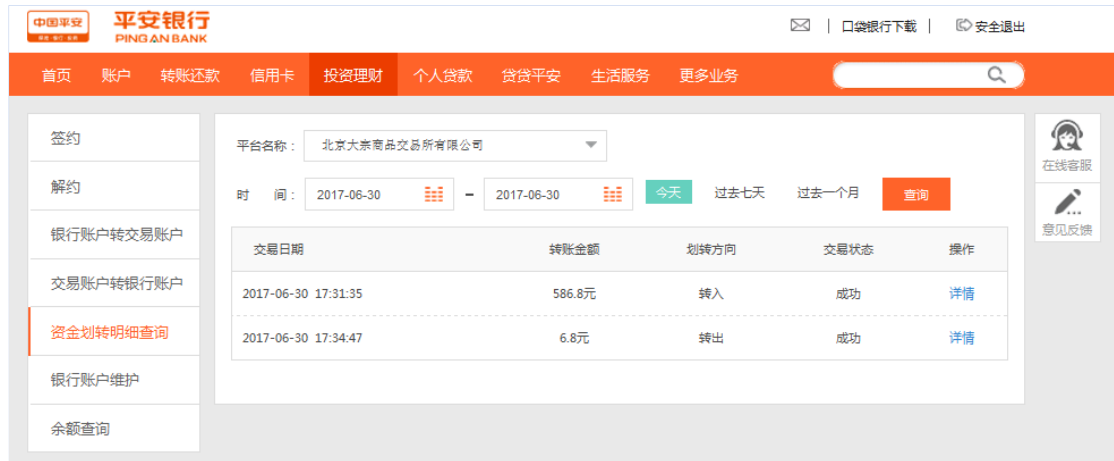 中国平安
保险·银行·投资
平安银行
PING AN BANK
口袋银行下载
安全退出
首页 账户 转账还款 信用卡 投资理财 个人贷款 贷贷平安 生活服务 更多业务
签约
解约
银行账户转交易账户
交易账户转银行账户
资金划转明细查询
银行账户维护
余额查询
平台名称： 北京大宗商品交易所有限公司
时 间： 2017-06-30 - 2017-06-30 今天 过去七天 过去一个月 查询
交易日期 转账金额 划转方向 交易状态 操作
2017-06-30 17:31:35 586.8元 转入 成功 详情
2017-06-30 17:34:47 6.8元 转出 成功 详情
在线客服
意见反馈